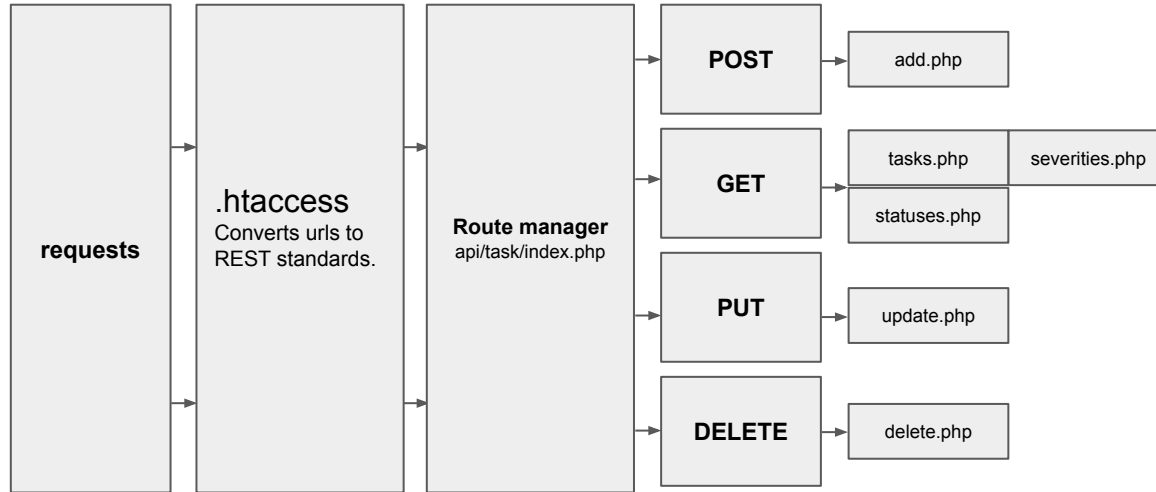 requests
.htaccess
Converts urls to
REST standards.
Route manager
api/task/index.php
POST
add.php
GET
tasks.php
severities.php
statuses.php
PUT
update.php
DELETE
delete.php